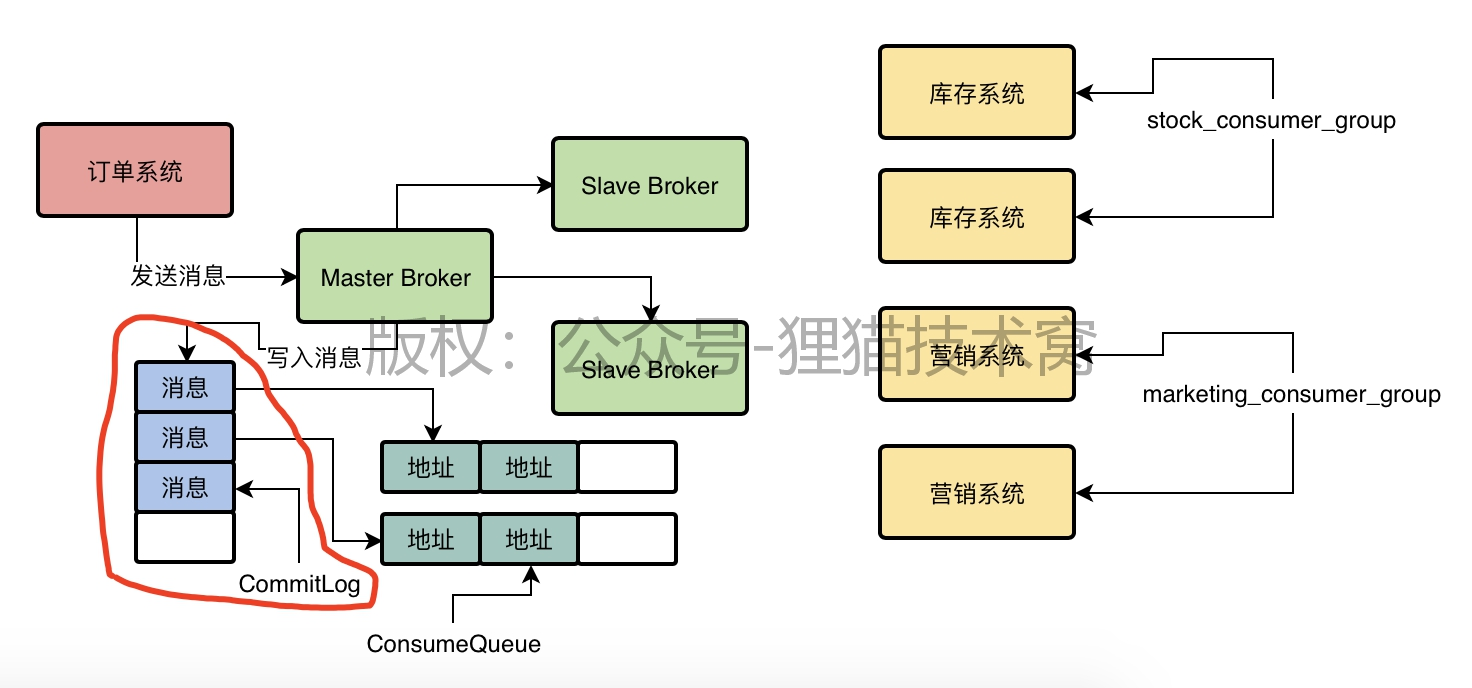 库存系统
stock_consumer_group
订单系统
Slave Broker
库存系统
发送消息
Master Broker
版权：公众号-狸猫技术窝
写入消息
Slave Broker
营销系统
marketing_consumer_group
消息
消息
消息
地址
地址
营销系统
地址
地址
CommitLog
ConsumeQueue